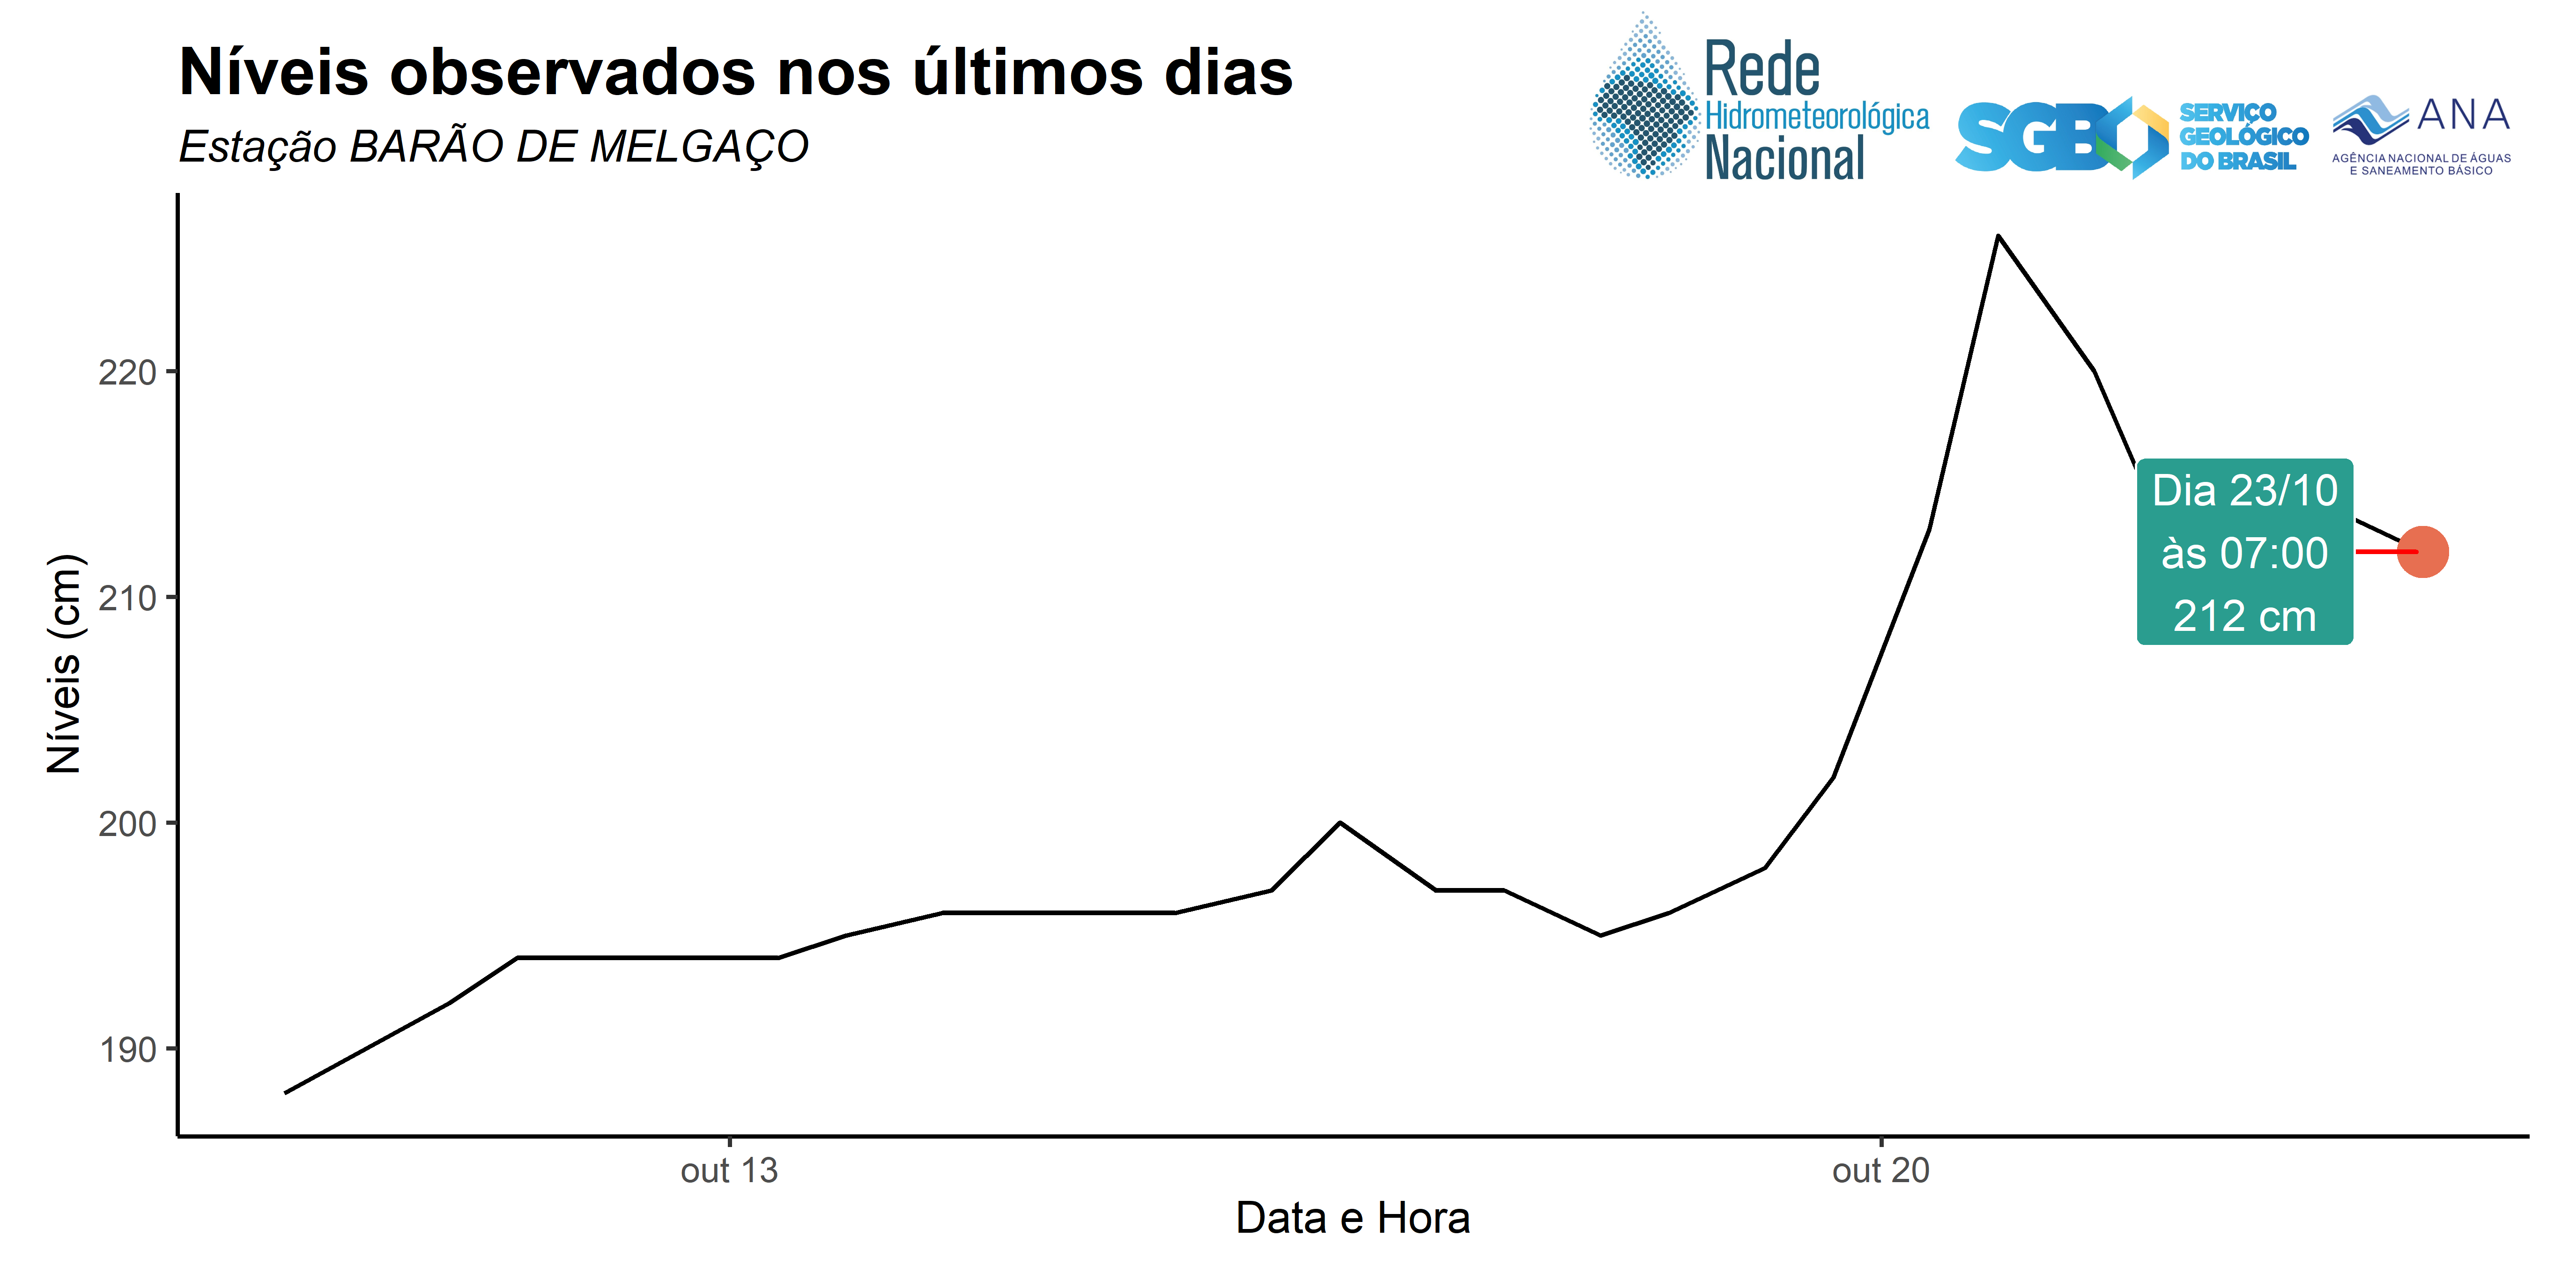 Níveis observados nos últimos dias
Estação BARÃO DE MELGAÇO
Rede
Hidrometeorológica
Nacional
SGB
SERVIÇO
GEOLÓGICO
DO BRASIL
ANA
AGÊNCIA NACIONAL DE ÁGUAS
E SANEAMENTO BÁSICO
Níveis (cm)
220
210
200
190
Dia 23/10
às 07:00
212 cm
out 13
out 20
Data e Hora